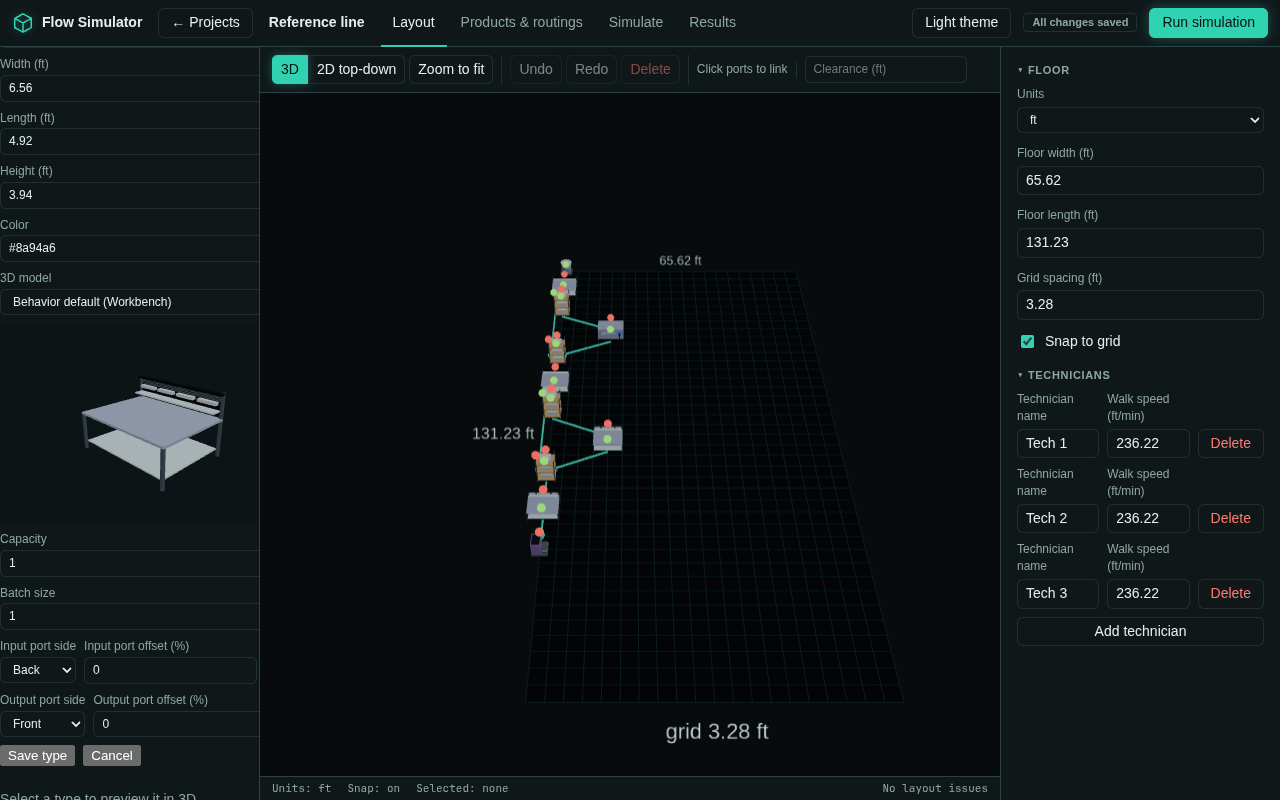 Flow Simulator
← Projects
Reference line
Layout
Products & routings
Simulate
Results
Light theme
All changes saved
Run simulation
Width (ft)
6.56
Length (ft)
4.92
Height (ft)
3.94
Color
#8a94a6
3D model
Behavior default (Workbench)
Capacity
1
Batch size
1
Input port side Input port offset (%)
Back 0
Output port side Output port offset (%)
Front 0
Save type Cancel
Select a type to preview it in 3D
3D 2D top-down Zoom to fit Undo Redo Delete Click ports to link Clearance (ft)
65.62 ft
131.23 ft
grid 3.28 ft
Units: ft Snap: on Selected: none No layout issues
FLOOR
Units
ft
Floor width (ft)
65.62
Floor length (ft)
131.23
Grid spacing (ft)
3.28
Snap to grid
TECHNICIANS
Technician name Walk speed (ft/min)
Tech 1 236.22 Delete
Technician name Walk speed (ft/min)
Tech 2 236.22 Delete
Technician name Walk speed (ft/min)
Tech 3 236.22 Delete
Add technician